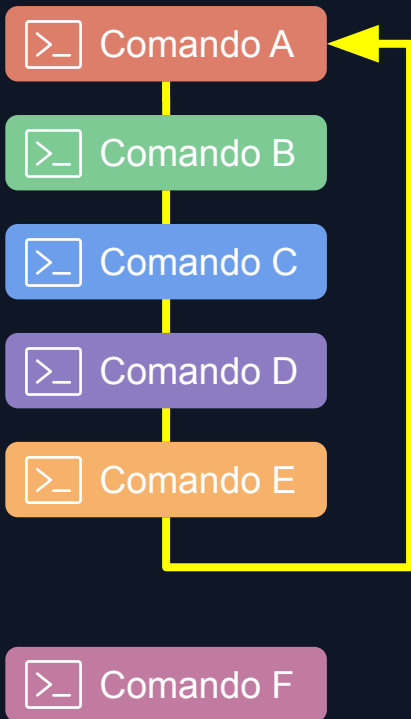 >_ Comando A
>_ Comando B
>_ Comando C
>_ Comando D
>_ Comando E
>_ Comando F